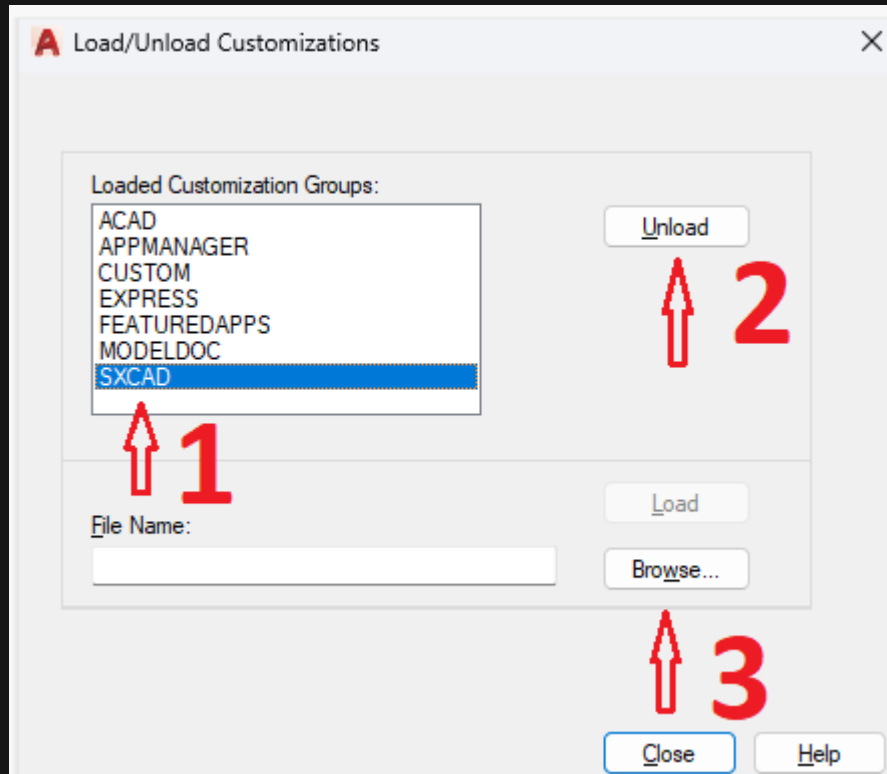 Load/Unload Customizations
Loaded Customization Groups:
ACAD
APPMANAGER
CUSTOM
EXPRESS
FEATUREDAPPS
MODELDOC
SXCAD
Unload
1
2
File Name:
Load
Browse...
3
Close
Help